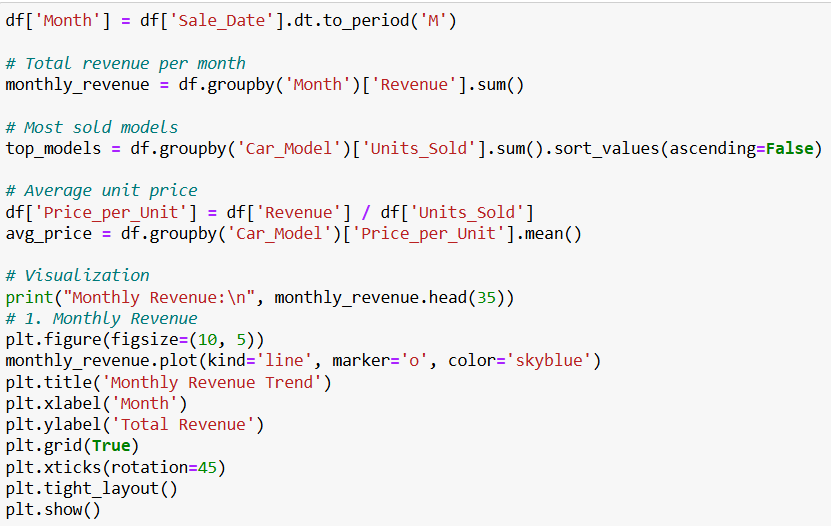 df['Month'] = df['Sale_Date'].dt.to_period('M')
# Total revenue per month
monthly_revenue = df.groupby('Month')['Revenue'].sum()
# Most sold models
top_models = df.groupby('Car_Model')['Units_Sold'].sum().sort_values(ascending=False)
# Average unit price
df['Price_per_Unit'] = df['Revenue'] / df['Units_Sold']
avg_price = df.groupby('Car_Model')['Price_per_Unit'].mean()
# Visualization
print("Monthly Revenue:\n", monthly_revenue.head(35))
# 1. Monthly Revenue
plt.figure(figsize=(10, 5))
monthly_revenue.plot(kind='line', marker='o', color='skyblue')
plt.title('Monthly Revenue Trend')
plt.xlabel('Month')
plt.ylabel('Total Revenue')
plt.grid(True)
plt.xticks(rotation=45)
plt.tight_layout()
plt.show()